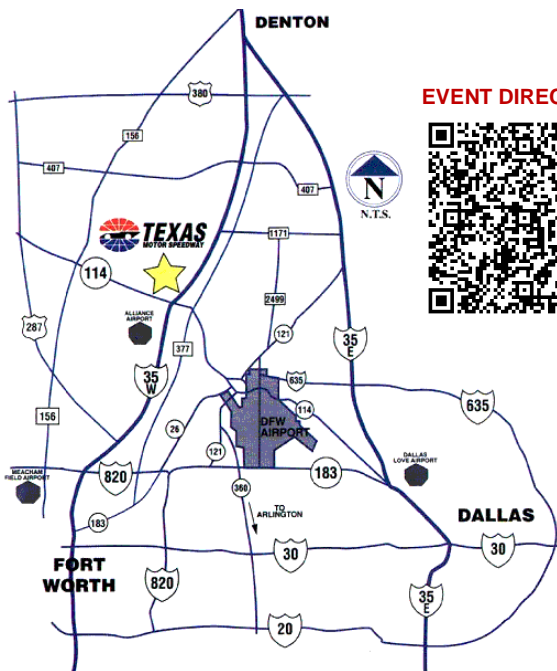 DENTON
380
EVENT DIREC
156
407
407
N
N.T.S.
TEXAS
MOTOR SPEEDWAY
1171
114
2499
ALLIANCE
AIRPORT
287
121
35
E
377
35
W
635
156
DFW
AIRPORT
114
635
26
121
DALLAS
LOVE AIRPORT
MEACHAM
FIELD AIRPORT
820
183
360
TO
ARLINGTON
183
DALLAS
30
30
FORT
WORTH
820
35
E
20